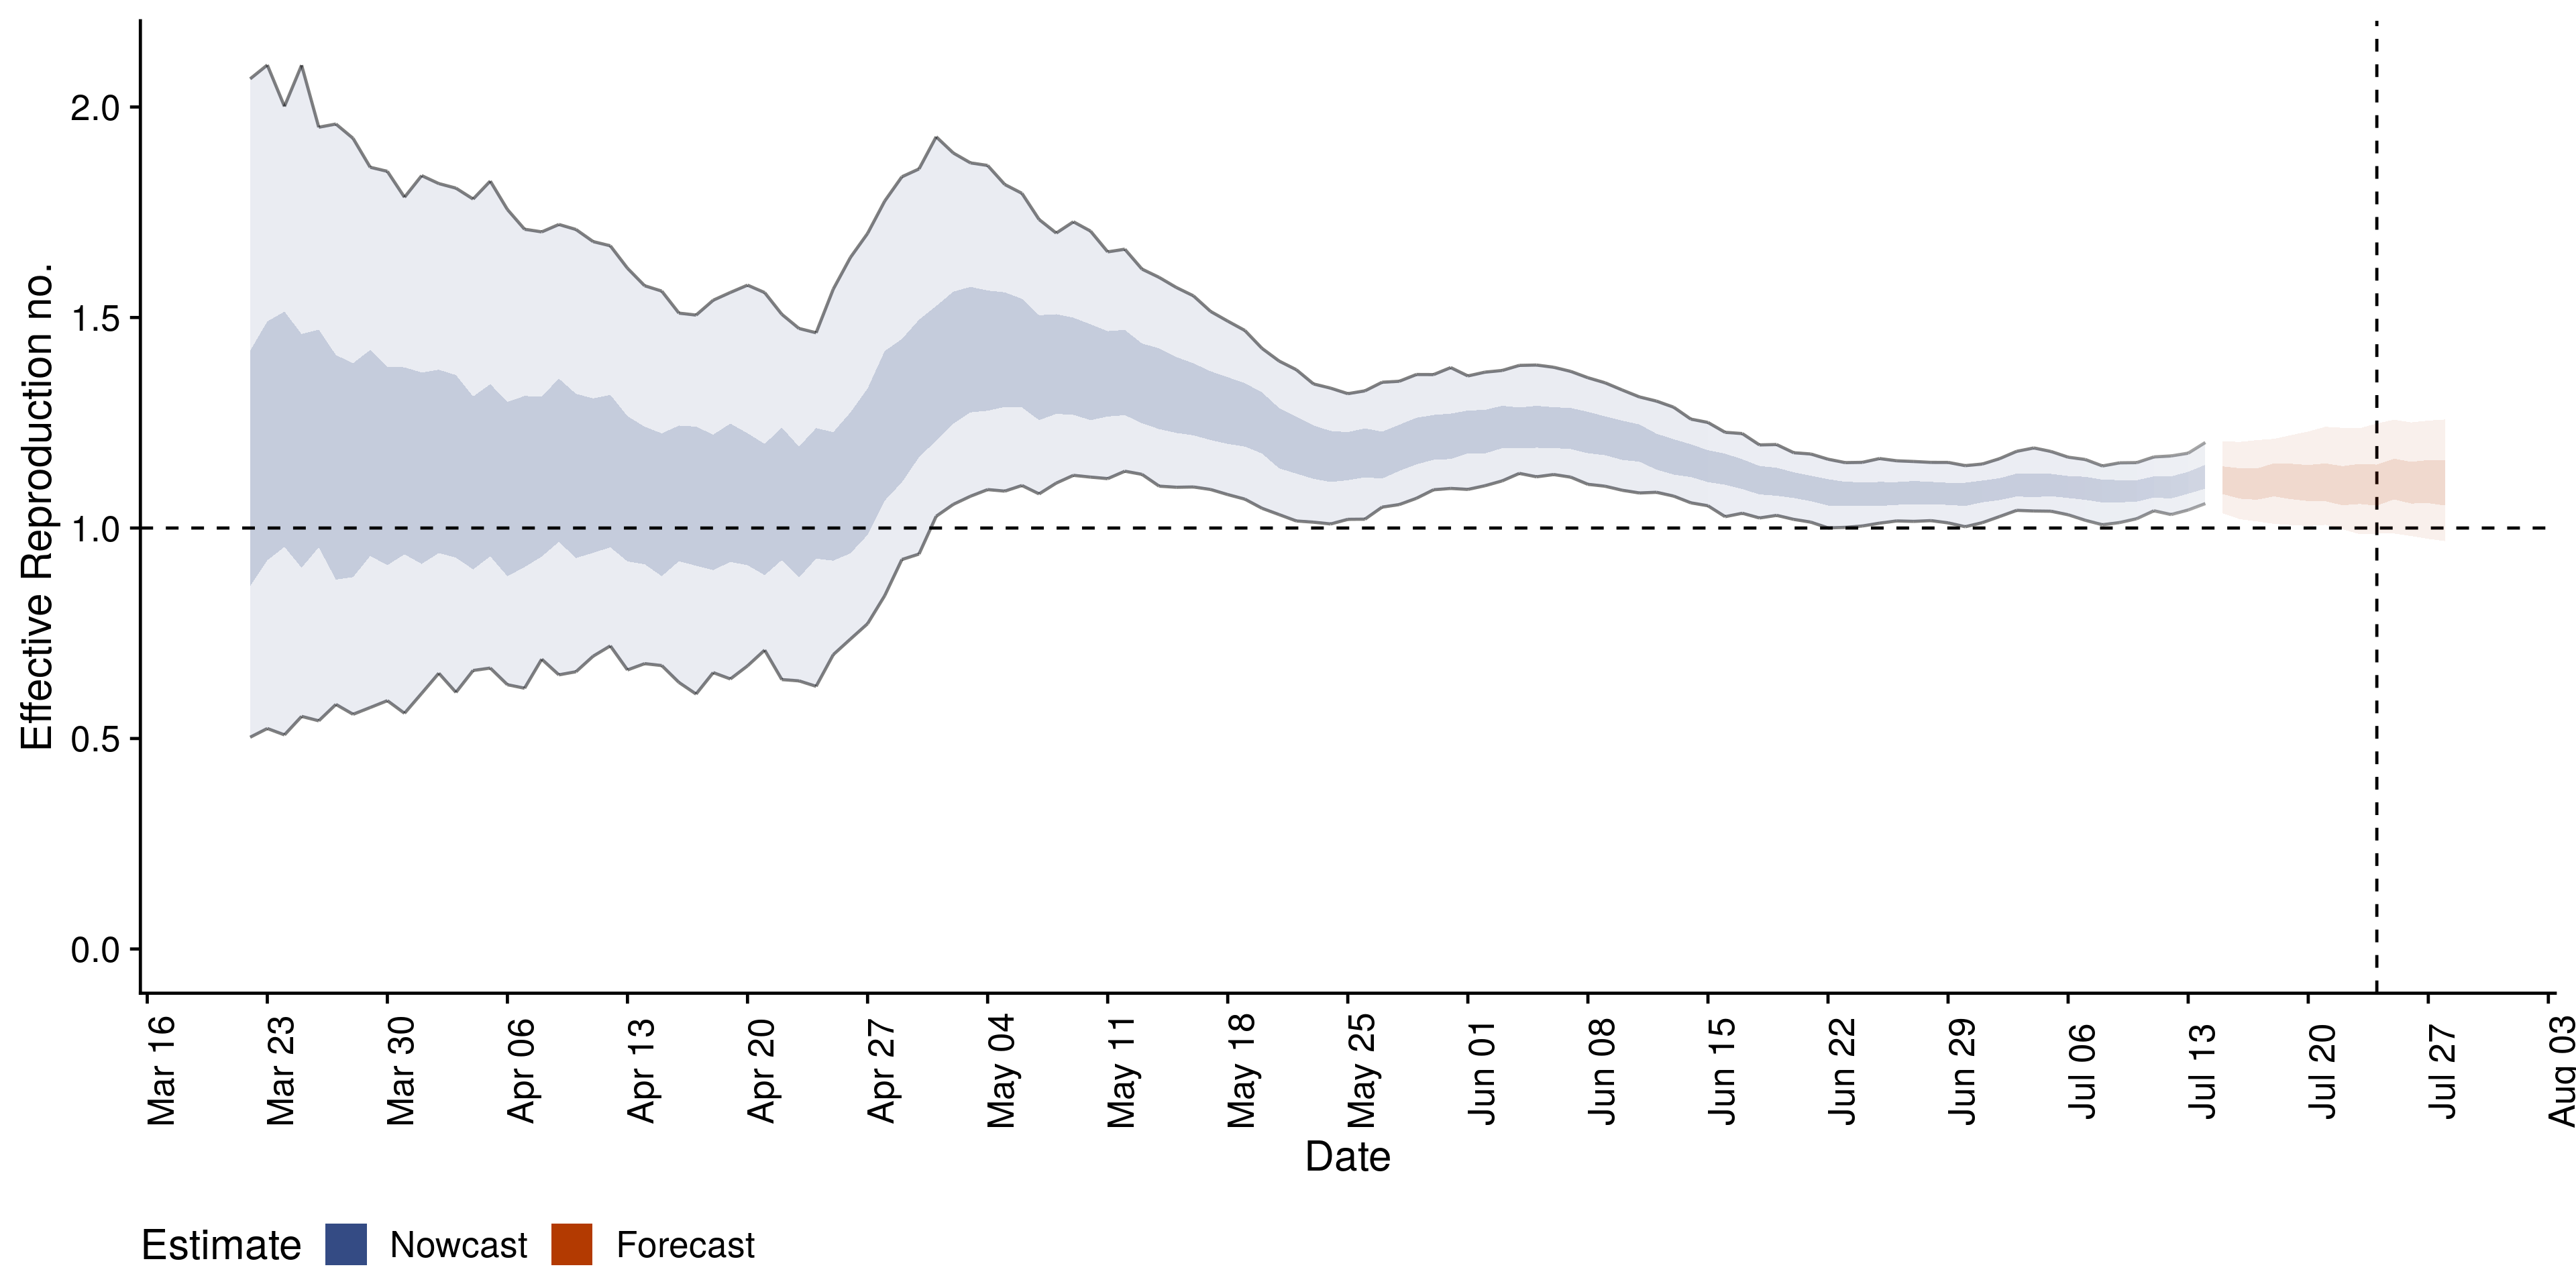 Effective Reproduction no.
2.0
1.5
1.0
0.5
0.0
Mar 16
Mar 23
Mar 30
Apr 06
Apr 13
Apr 20
Apr 27
May 04
May 11
May 18
May 25
Jun 01
Jun 08
Jun 15
Jun 22
Jun 29
Jul 06
Jul 13
Jul 20
Jul 27
Aug 03
Date
Estimate Nowcast Forecast